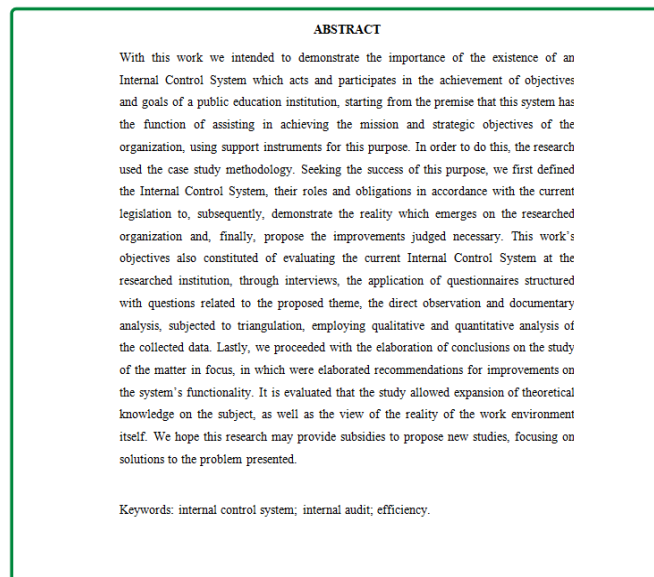 ABSTRACT
With this work we intended to demonstrate the importance of the existence of an
Internal Control System which acts and participates in the achievement of objectives
and goals of a public education institution, starting from the premise that this system has
the function of assisting in achieving the mission and strategic objectives of the
organization, using support instruments for this purpose. In order to do this, the research
used the case study methodology. Seeking the success of this purpose, we first defined
the Internal Control System, their roles and obligations in accordance with the current
legislation to, subsequently, demonstrate the reality which emerges on the researched
organization and, finally, propose the improvements judged necessary. This work's
objectives also constituted of evaluating the current Internal Control System at the
researched institution, through interviews, the application of questionnaires structured
with questions related to the proposed theme, the direct observation and documentary
analysis, subjected to triangulation, employing qualitative and quantitative analysis of
the collected data. Lastly, we proceeded with the elaboration of conclusions on the study
of the matter in focus, in which were elaborated recommendations for improvements on
the system's functionality. It is evaluated that the study allowed expansion of theoretical
knowledge on the subject, as well as the view of the reality of the work environment
itself. We hope this research may provide subsidies to propose new studies, focusing on
solutions to the problem presented.
Keywords: internal control system; internal audit; efficiency.